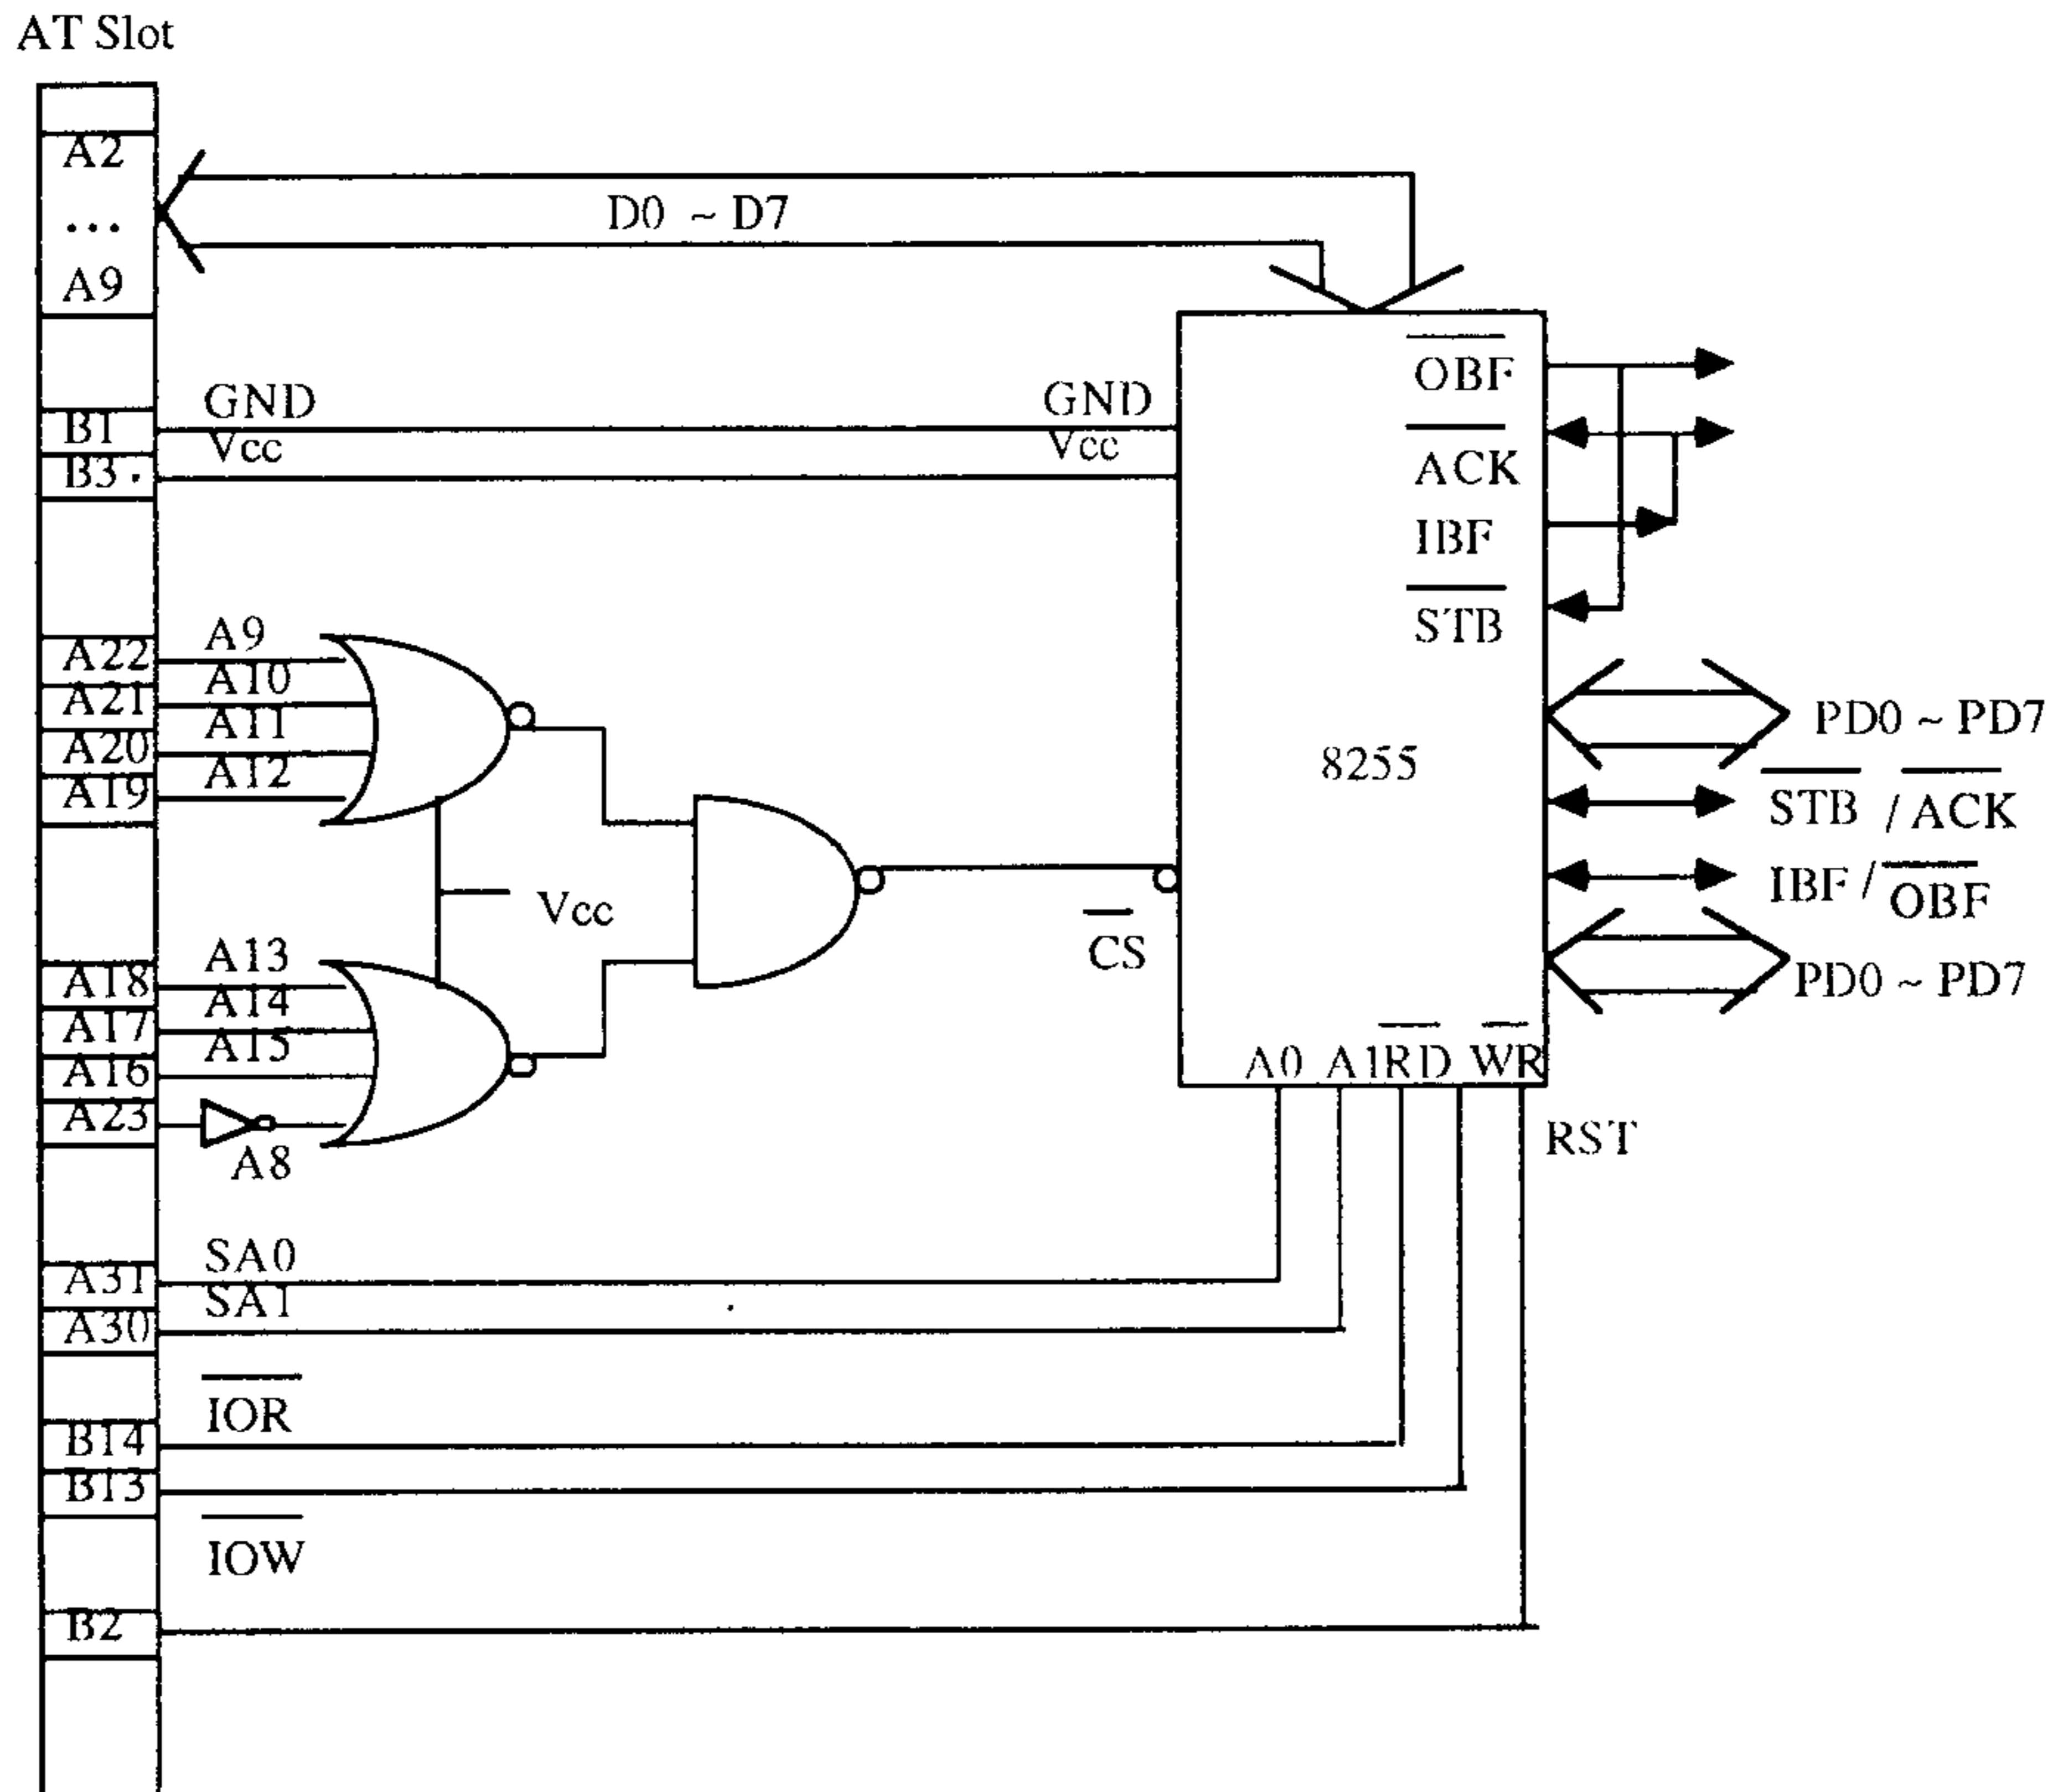 AT Slot
A2
...
A9
D0 ~ D7
B1
GND
GND
B3
Vcc
Vcc
OBF
ACK
IBF
STB
A22
A9
A21
A10
A20
A11
A19
A12
Vcc
8255
PD0 ~ PD7
STB / ACK
IBF / OBF
PD0 ~ PD7
CS
A18
A13
A17
A14
A16
A15
A23
A8
A0 A1 RD WR
RST
A31
SA0
A30
SA1
IOR
B14
B13
IOW
B2